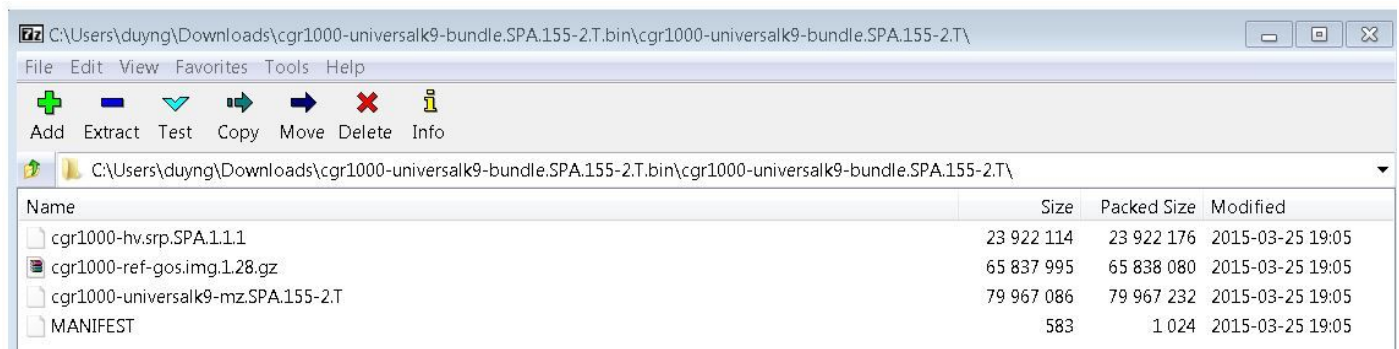 C:\Users\duyng\Downloads\cgr1000-universalk9-bundle.SPA.155-2.T.bin\cgr1000-universalk9-bundle.SPA.155-2.T\
File Edit View Favorites Tools Help
Add Extract Test Copy Move Delete Info
C:\Users\duyng\Downloads\cgr1000-universalk9-bundle.SPA.155-2.T.bin\cgr1000-universalk9-bundle.SPA.155-2.T\
Name Size Packed Size Modified
cgr1000-hv.srp.SPA.1.1.1 23 922 114 23 922 176 2015-03-25 19:05
cgr1000-ref-gos.img.1.28.gz 65 837 995 65 838 080 2015-03-25 19:05
cgr1000-universalk9-mz.SPA.155-2.T 79 967 086 79 967 232 2015-03-25 19:05
MANIFEST 583 1 024 2015-03-25 19:05